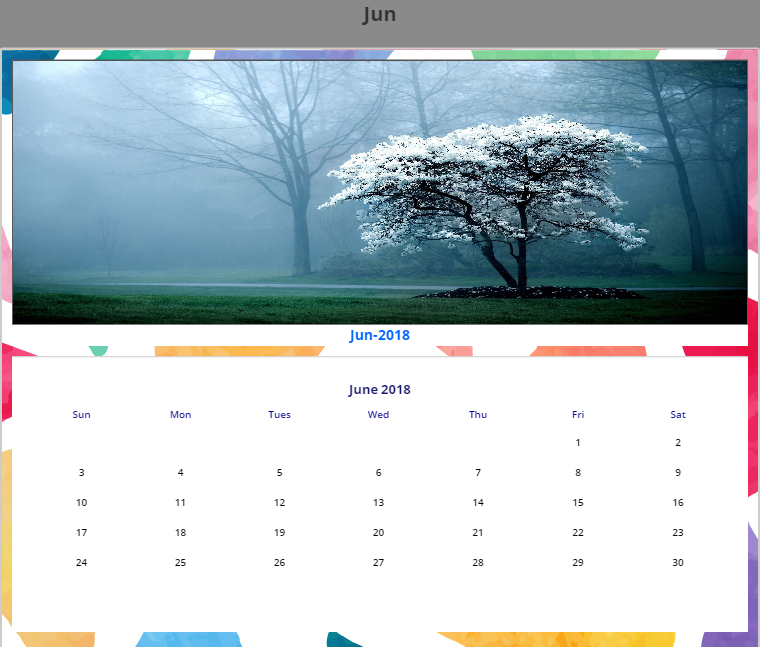 Jun
Jun-2018
June 2018
Sun Mon Tues Wed Thu Fri Sat
1 2
3 4 5 6 7 8 9
10 11 12 13 14 15 16
17 18 19 20 21 22 23
24 25 26 27 28 29 30